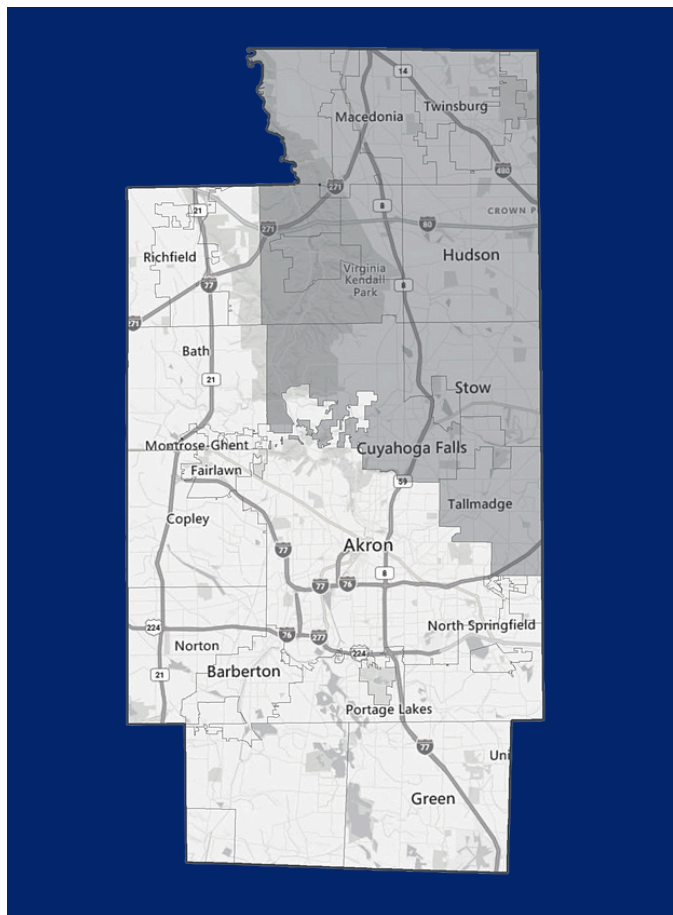 14
Twinsburg
Macedonia
480
271
21
8
CROWN P
271
80
Richfield
Hudson
Virginia
Kendall
Park
77
8
271
Bath
21
Stow
Montrose-Ghent
Cuyahoga Falls
Fairlawn
59
Tallmadge
Copley
Akron
77
8
77
76
224
North Springfield
76
277
Norton
224
Barberton
21
Portage Lakes
77
Uni
Green